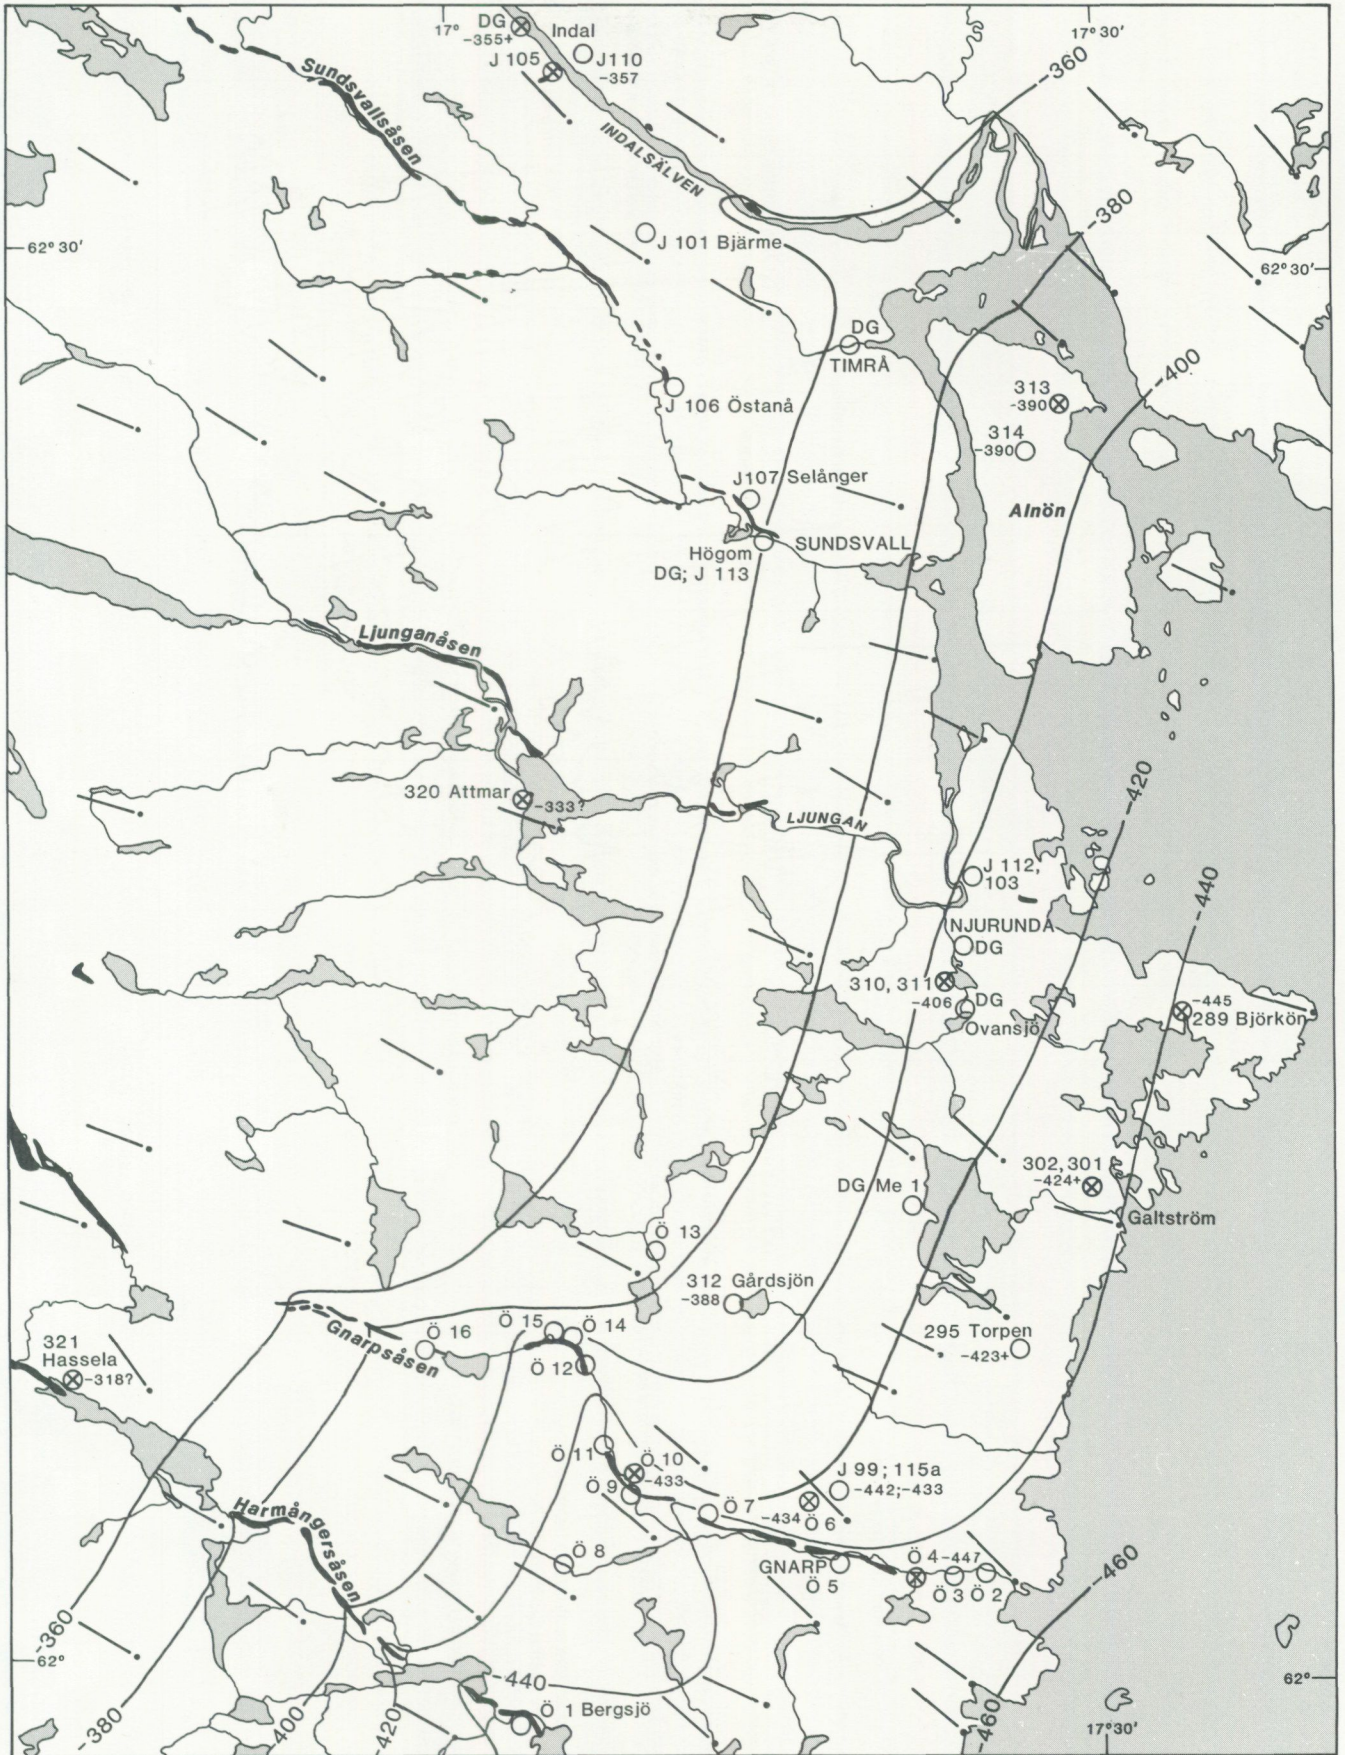 17°
DG
-355+
Indal
J 105
J110
-357
17°30′
-360
Sundsvallsåsen
INDALSÄLVEN
-380
62°30′
J 101 Bjärme
62°30′
DG
TIMRÅ
-400
J 106 Östanå
313
-390
314
-390
Alnön
J107 Selånger
Högom
DG; J 113
SUNDSVALL
Ljunganåsen
320 Attmar
-333?
LJUNGAN
-420
J 112,
103
-440
NJURUNDA
DG
310, 311
-406
DG
Ovansjö
-445
289 Björkön
302, 301
-424+
DG Me 1
Galtström
Ö 13
312 Gårdsjön
-388
Gnarpsåsen
Ö 16
Ö 15
Ö 14
Ö 12
295 Torpen
-423+
321
Hassela
-318?
Ö 11
Ö 10
-433
Ö 9
J 99; 115a
-442;-433
Ö 7
-434
Ö 6
Harmångersåsen
Ö 8
GNARP
Ö 5
Ö 4
-447
Ö 3
Ö 2
-460
-360
62°
-440
62°
Ö 1 Bergsjö
-380
-400
-420
-460
17°30′